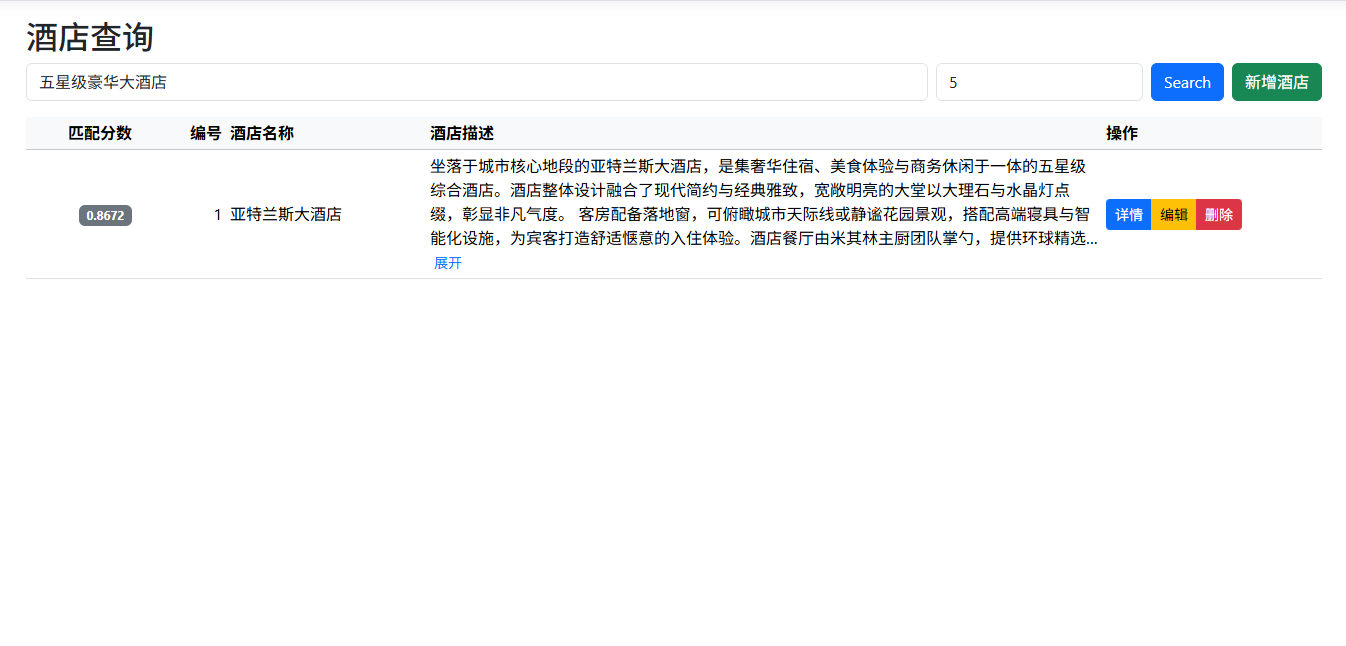 酒店查询
五星级豪华大酒店 5 Search 新增酒店
匹配分数 编号 酒店名称 酒店描述 操作
坐落于城市核心地段的亚特兰斯大酒店，是集奢华住宿、美食体验与商务休闲于一体的五星级
综合酒店。酒店整体设计融合了现代简约与经典雅致，宽敞明亮的大堂以大理石与水晶灯点
0.8672 1 亚特兰斯大酒店 缀，彰显非凡气度。 客房配备落地窗，可俯瞰城市天际线或静谧花园景观，搭配高端寝具与智 详情 编辑 删除
能化设施，为宾客打造舒适惬意的入住体验。酒店餐厅由米其林主厨团队掌勺，提供环球精选...
展开